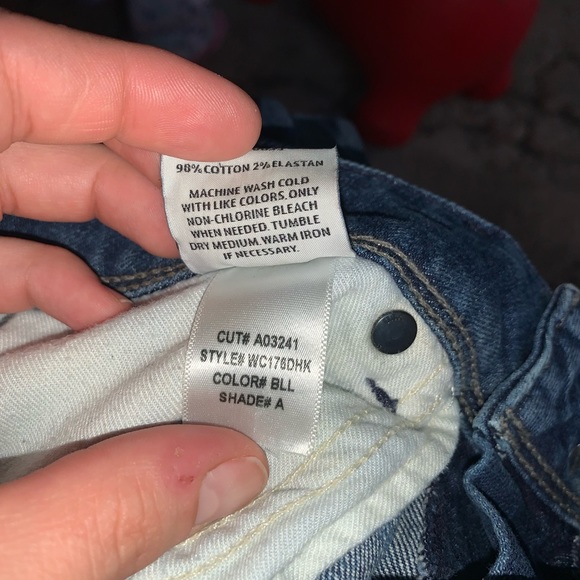 98% COTTON 2% ELASTAN
MACHINE WASH COLD
WITH LIKE COLORS. ONLY
NON-CHLORINE BLEACH
WHEN NEEDED. TUMBLE
DRY MEDIUM. WARM IRON
IF NECESSARY.
CUT# A03241
STYLE# WC176DHK
COLOR# BLL
SHADE# A